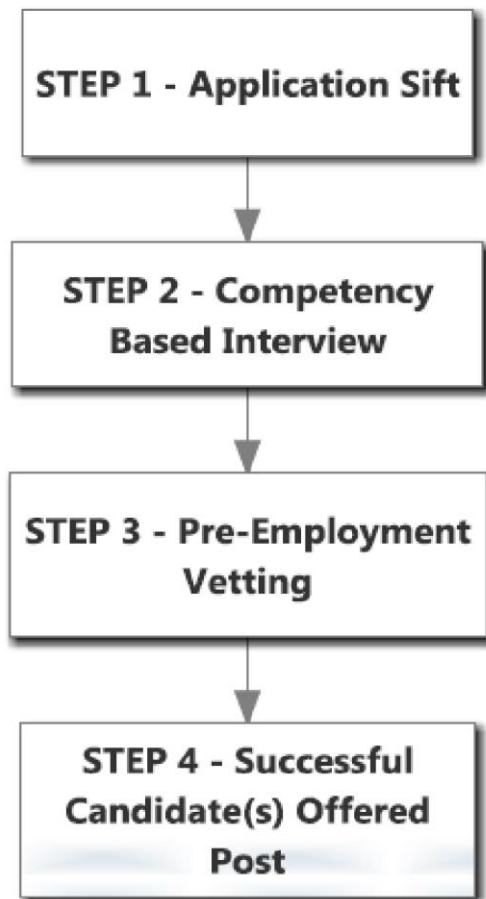 STEP 1 - Application Sift
STEP 2 - Competency
Based Interview
STEP 3 - Pre-Employment
Vetting
STEP 4 - Successful
Candidate(s) Offered
Post